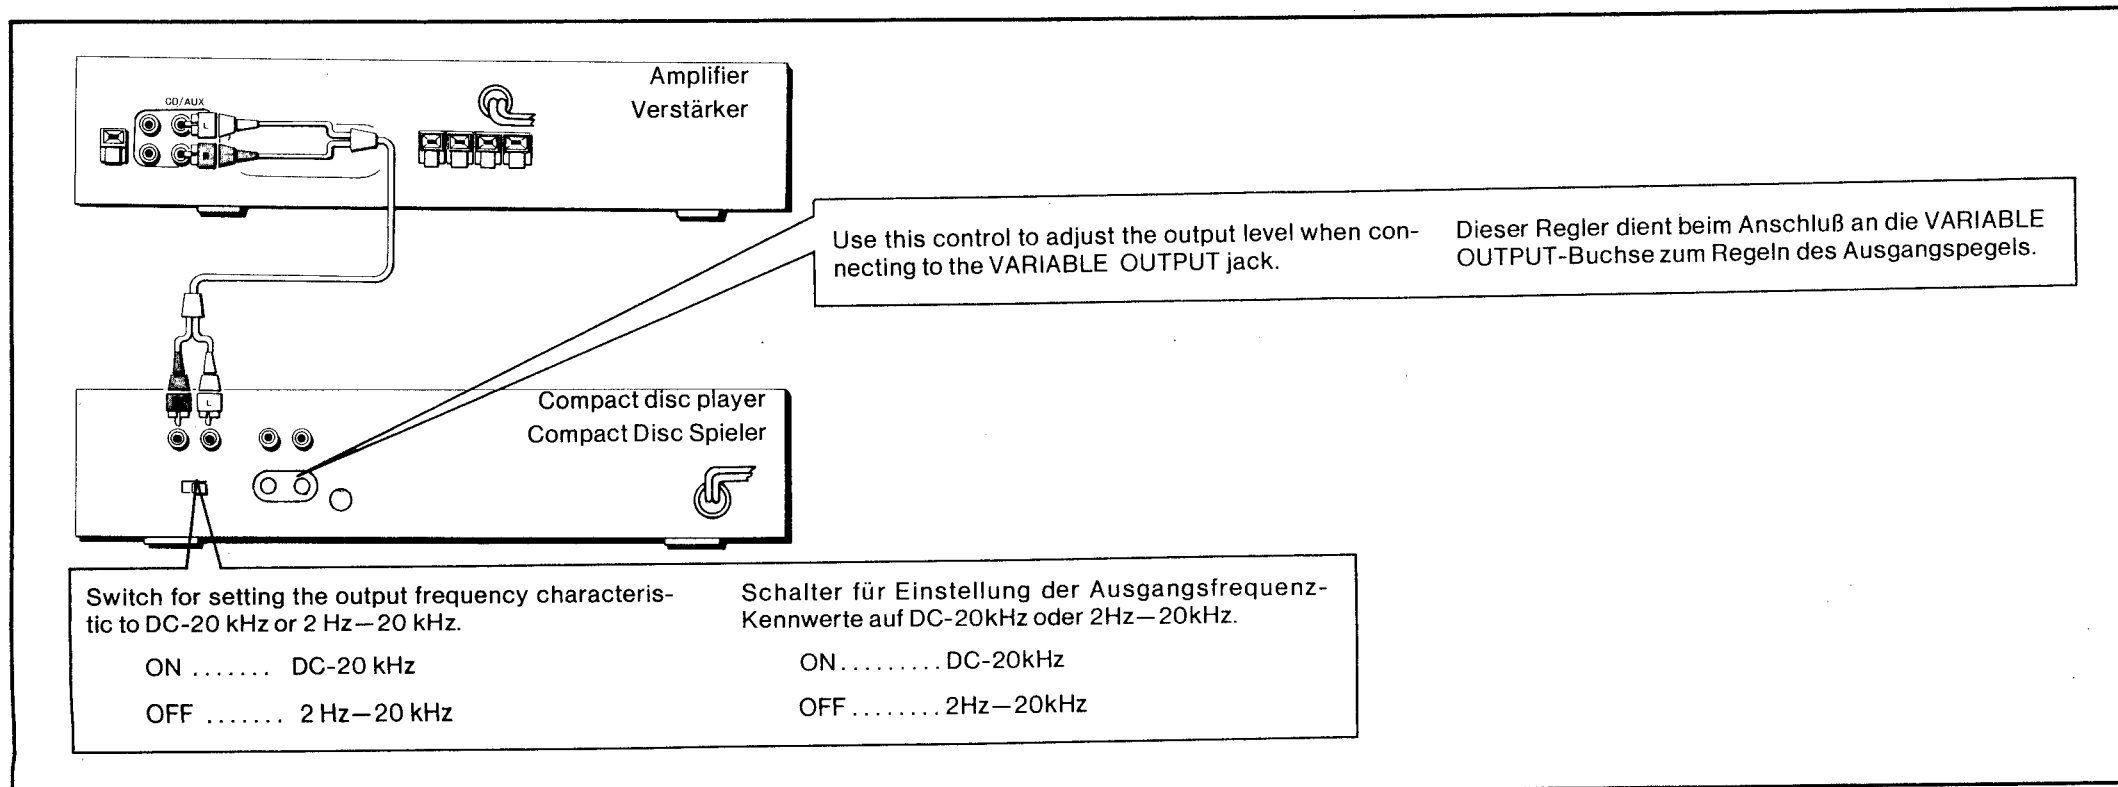 Amplifier
Verstärker
CD/AUX
L
Use this control to adjust the output level when con-
necting to the VARIABLE OUTPUT jack.
Dieser Regler dient beim Anschluß an die VARIABLE
OUTPUT-Buchse zum Regeln des Ausgangspegels.
L
Compact disc player
Compact Disc Spieler
Switch for setting the output frequency characteris-
tic to DC-20 kHz or 2 Hz—20 kHz.
ON ....... DC-20 kHz
OFF ....... 2 Hz—20 kHz
Schalter für Einstellung der Ausgangsfrequenz-
Kennwerte auf DC-20kHz oder 2Hz—20kHz.
ON ......... DC-20kHz
OFF ........ 2Hz—20kHz